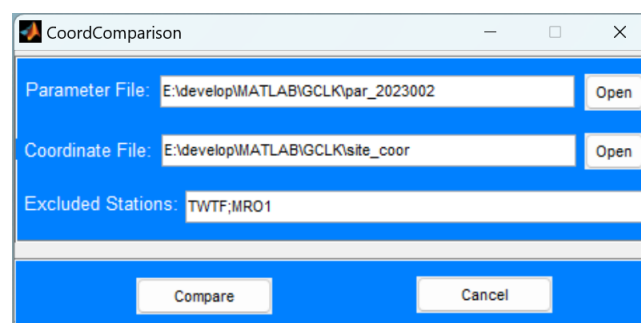 CoordComparison
Parameter File: E:\develop\MATLAB\GCLK\par_2023002 Open
Coordinate File: E:\develop\MATLAB\GCLK\site_coor Open
Excluded Stations: TWTF;MRO1
Compare Cancel